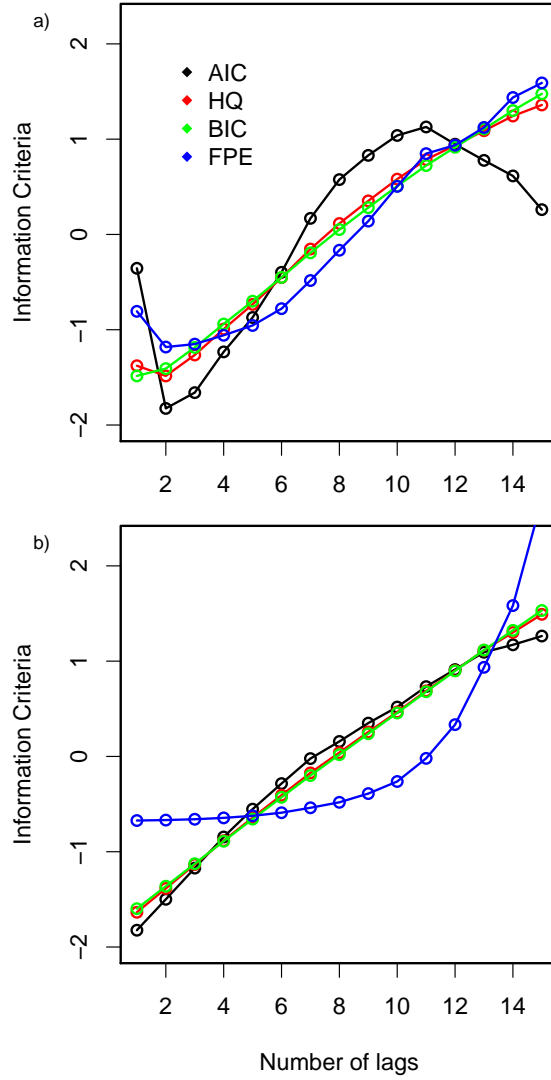 a)
AIC
HQ
BIC
FPE
Information Criteria
2
1
0
−1
−2
2 4 6 8 10 12 14
b)
Information Criteria
2
1
0
−1
−2
2 4 6 8 10 12 14
Number of lags